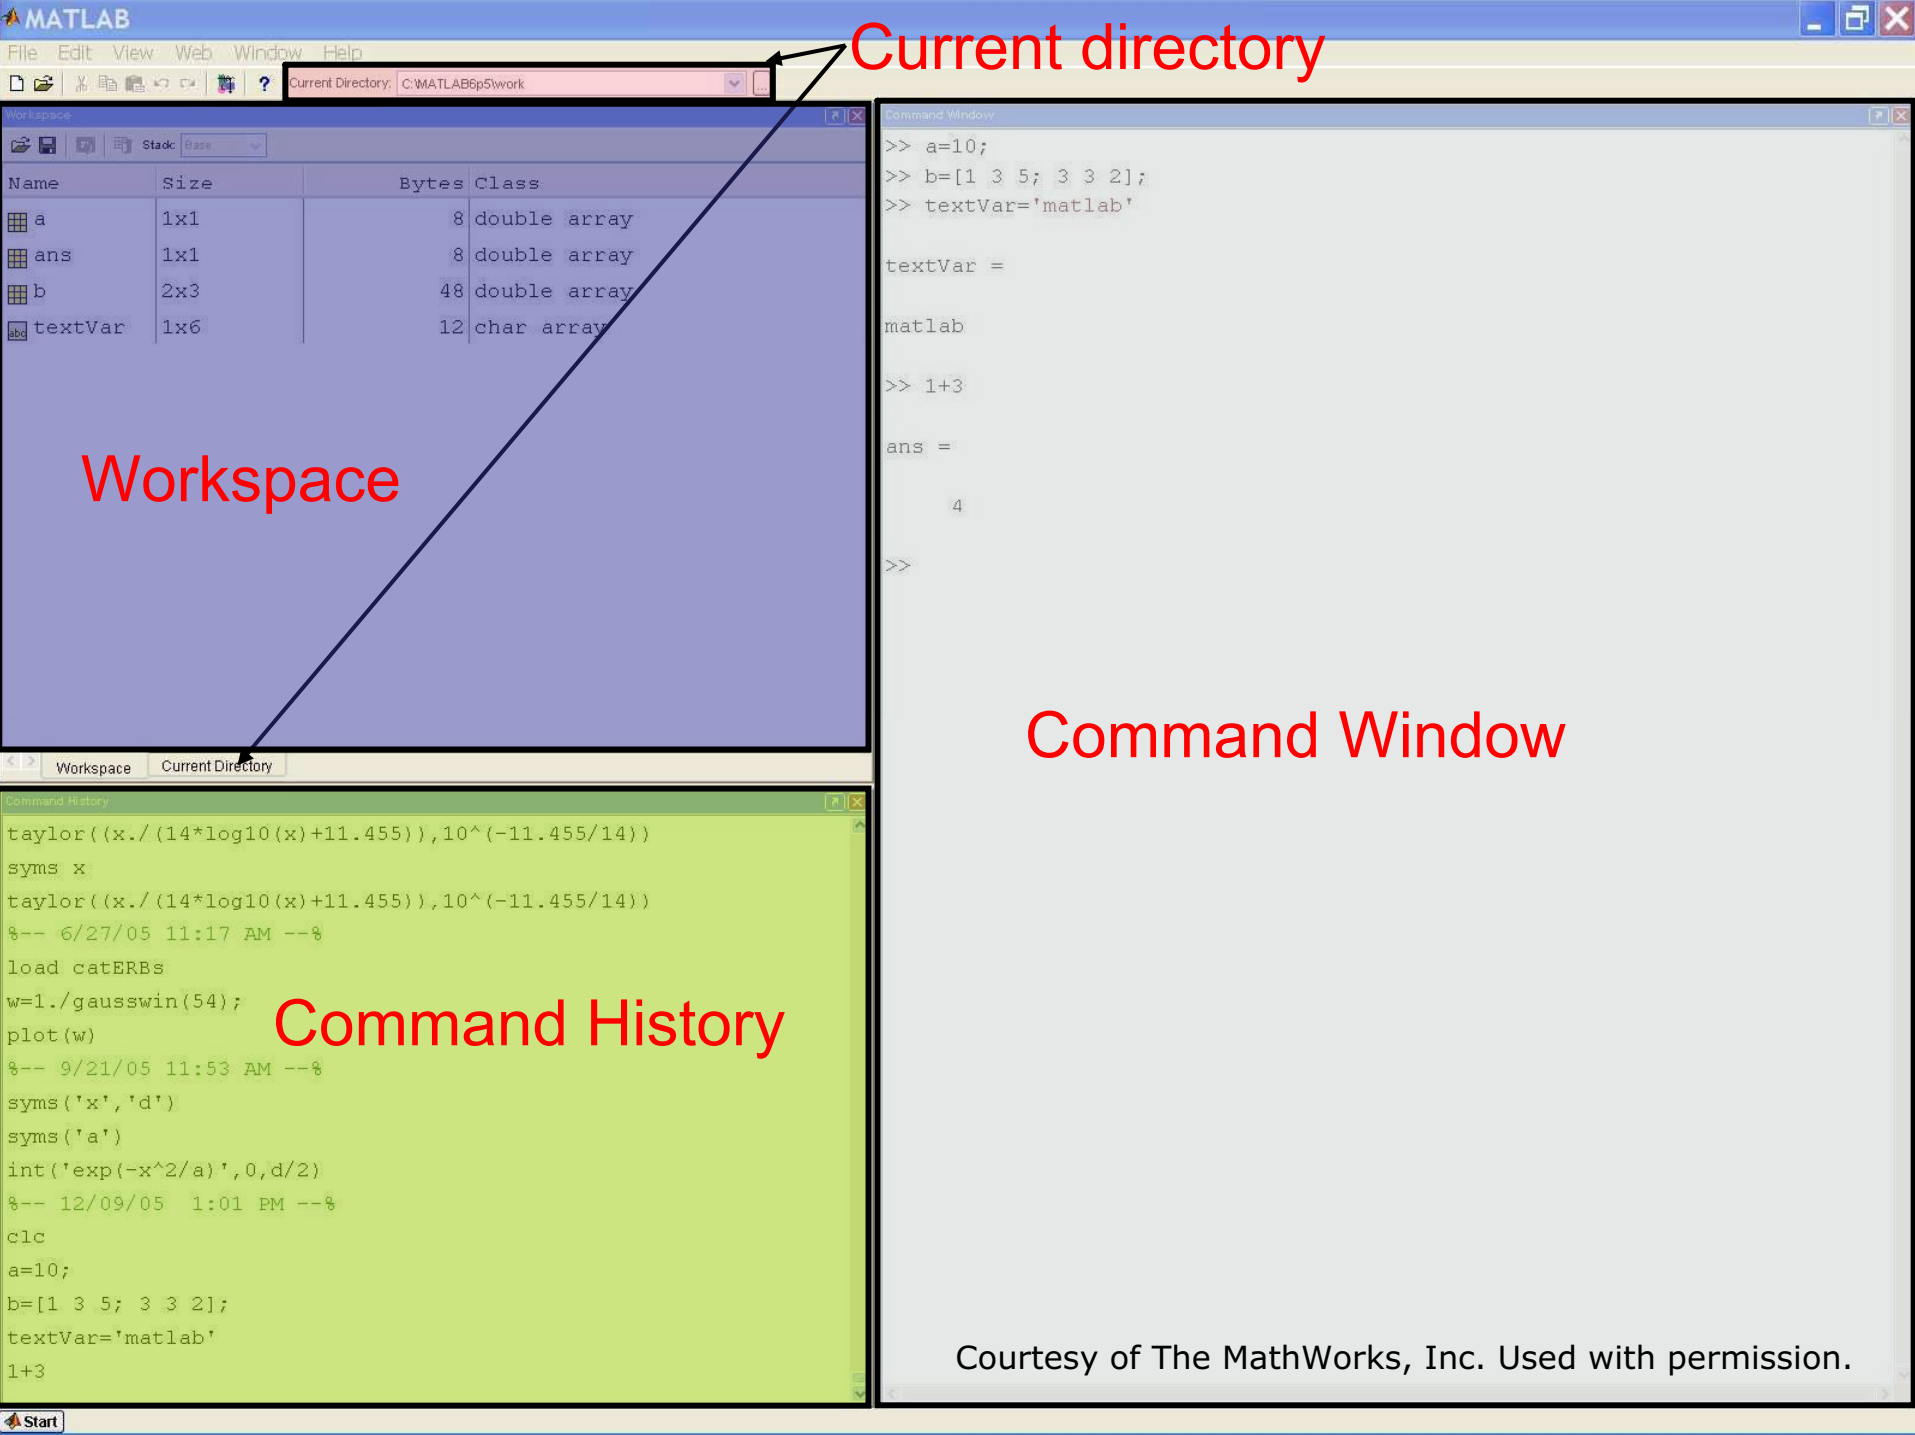 MATLAB
Current directory
File Edit View Web Window Help
Current Directory: C:\MATLAB6p5\work
Workspace
Stack: Base
Name Size Bytes Class
a 1x1 8 double array
ans 1x1 8 double array
b 2x3 48 double array
abc textVar 1x6 12 char array
Workspace
Workspace Current Directory
Command History
taylor((x./(14*log10(x)+11.455)),10^(-11.455/14))
syms x
taylor((x./(14*log10(x)+11.455)),10^(-11.455/14))
%-- 6/27/05 11:17 AM --%
load catERBs
w=1./gausswin(54);
plot(w)
Command History
%-- 9/21/05 11:53 AM --%
syms('x','d')
syms('a')
int('exp(-x^2/a)',0,d/2)
%-- 12/09/05  1:01 PM --%
clc
a=10;
b=[1 3 5; 3 3 2];
textVar='matlab'
1+3
Start
Command Window
>> a=10;
>> b=[1 3 5; 3 3 2];
>> textVar='matlab'
textVar =
matlab
>> 1+3
ans =
4
>>
Command Window
Courtesy of The MathWorks, Inc. Used with permission.